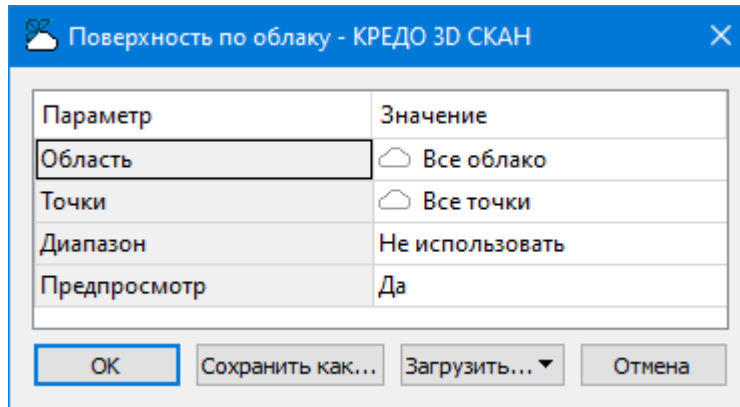 Поверхность по облаку - КРЕДО 3D СКАН
Параметр Значение
Область Все облако
Точки Все точки
Диапазон Не использовать
Предпросмотр Да
ОК Сохранить как... Загрузить... Отмена